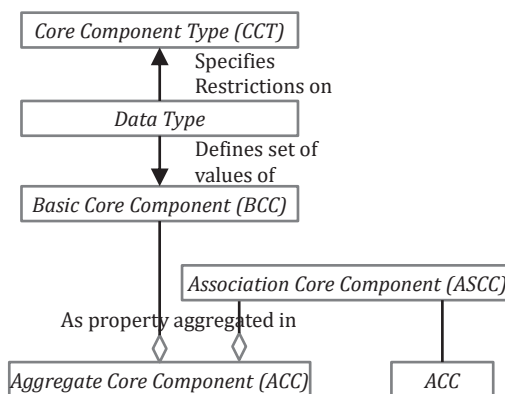 Core Component Type (CCT)
Specifies
Restrictions on
Data Type
Defines set of
values of
Basic Core Component (BCC)
Association Core Component (ASCC)
As property aggregated in
Aggregate Core Component (ACC)
ACC